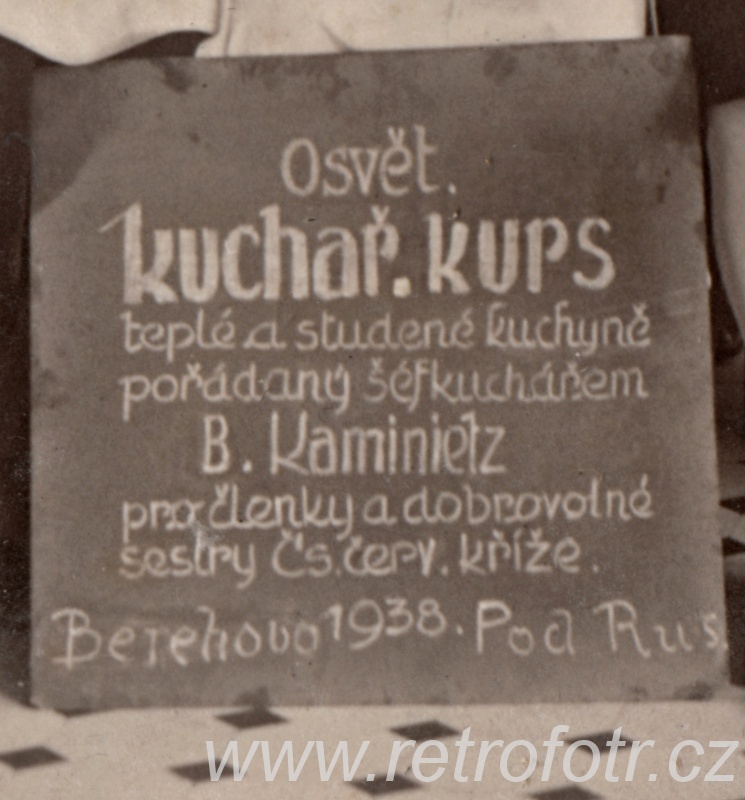 Osvět.
kuchař. kurs
teplé a studené kuchyně
pořádaný šéfkuchářem
B. Kaminietz
pro členky a dobrovolné
sestry Čs. červ. kříže.
Berehovo 1938. Pod Rus.
www.retrofotr.cz